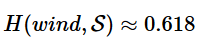 H(wind, 𝒮) ≈ 0.618